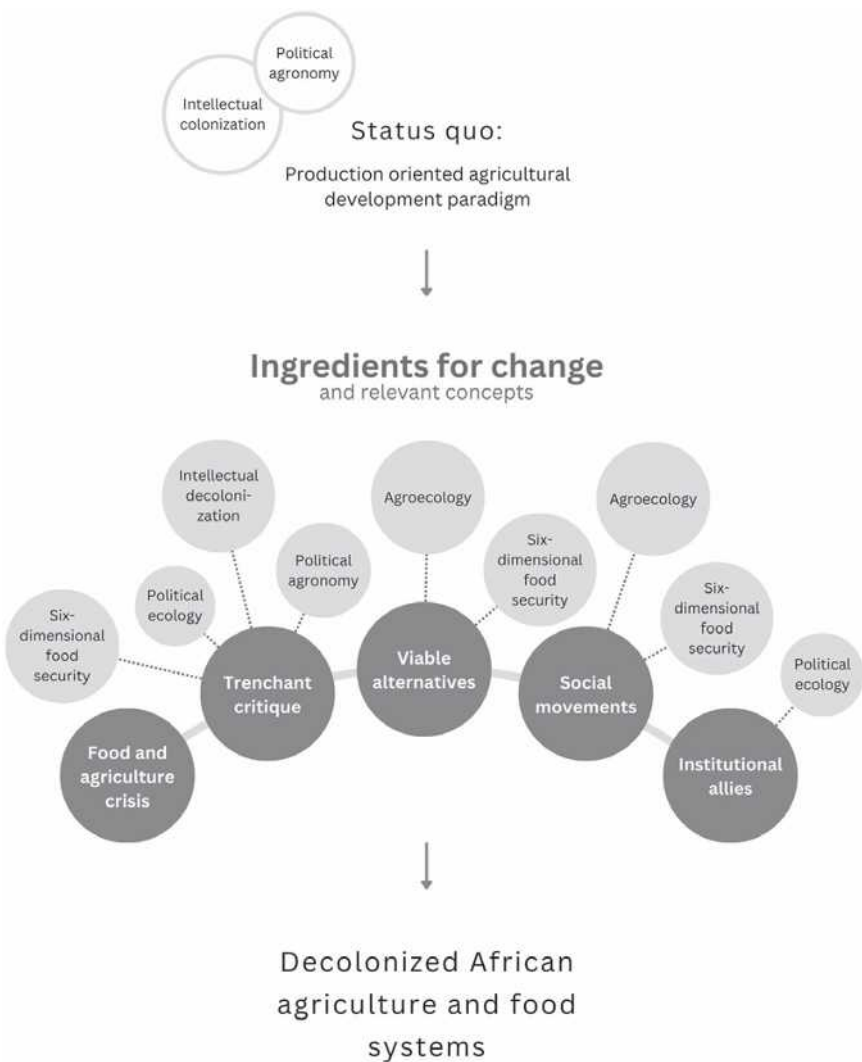 Political
agronomy
Intellectual
colonization
Status quo:
Production oriented agricultural
development paradigm
Ingredients for change
and relevant concepts
Six-
dimensional
food
security
Political
ecology
Intellectual
decoloni-
zation
Political
agronomy
Agroecology
Six-
dimensional
food
security
Agroecology
Six-
dimensional
food
security
Political
ecology
Food and
agriculture
crisis
Trenchant
critique
Viable
alternatives
Social
movements
Institutional
allies
Decolonized African
agriculture and food
systems